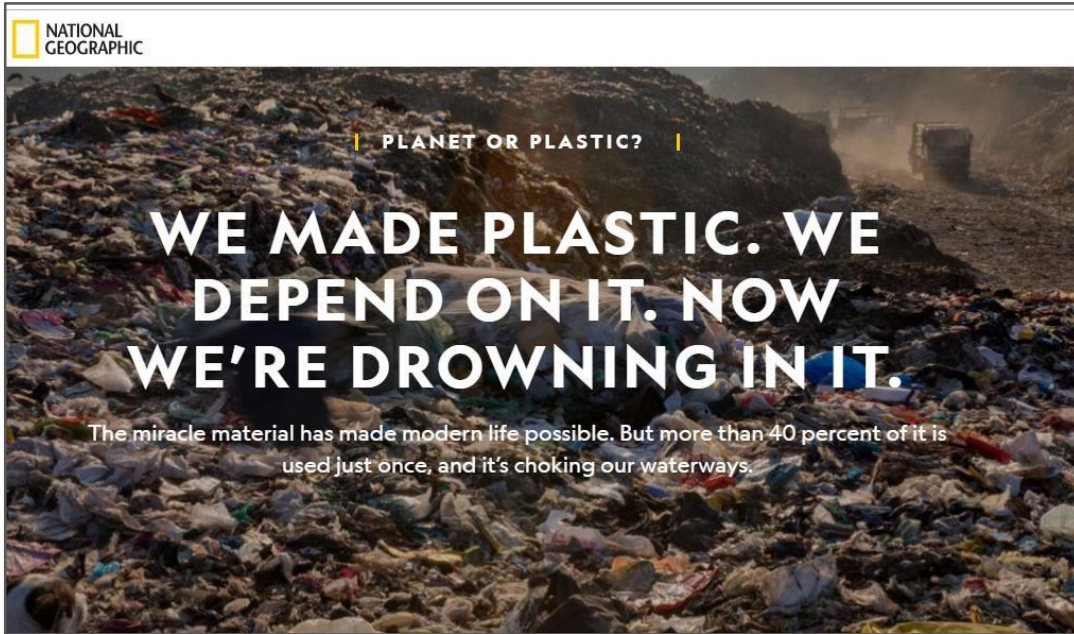 NATIONAL
GEOGRAPHIC
PLANET OR PLASTIC?
WE MADE PLASTIC. WE
DEPEND ON IT. NOW
WE’RE DROWNING IN IT.
The miracle material has made modern life possible. But more than 40 percent of it is
used just once, and it’s choking our waterways.